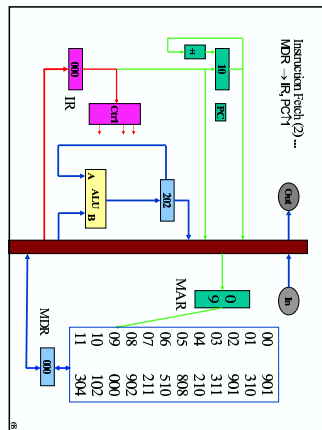 Instruction Fetch (2) ...
MDR → IR, PC↑1
+1
10
PC
000
IR
Ctrl
A ALU B
202
Out
In
MAR
0 9
00 901
01 310
02 901
03 311
04 210
05 808
06 510
07 211
08 902
09 000
10 102
11 304
MDR
000